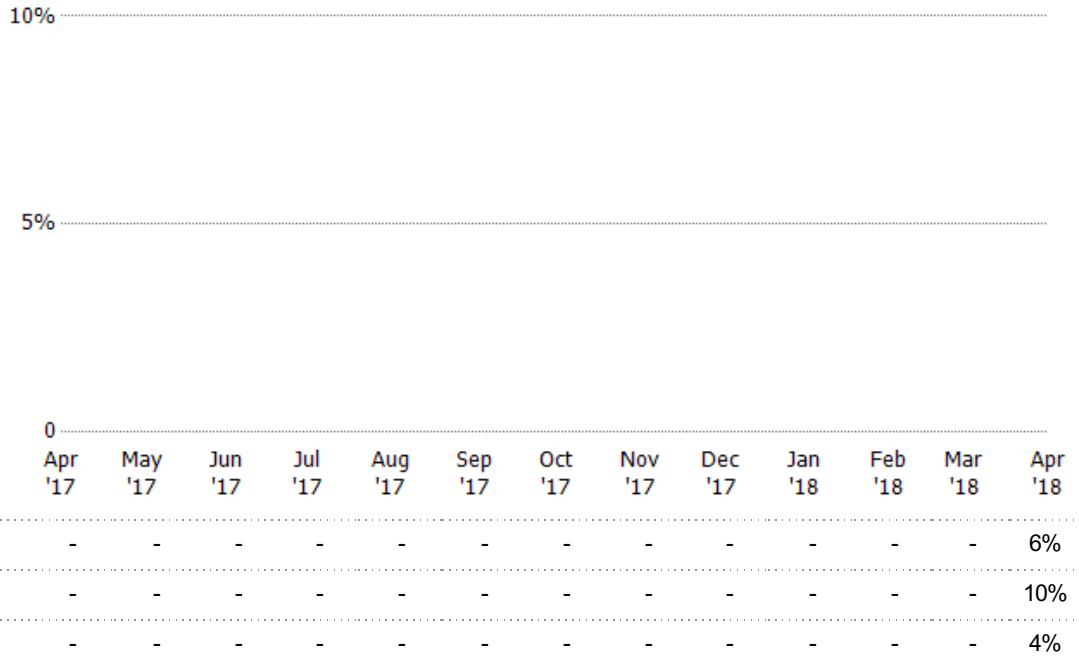 10%
5%
0
Apr May Jun Jul Aug Sep Oct Nov Dec Jan Feb Mar Apr
'17 '17 '17 '17 '17 '17 '17 '17 '17 '18 '18 '18 '18
- - - - - - - - - - - - 6%
- - - - - - - - - - - - 10%
- - - - - - - - - - - - 4%